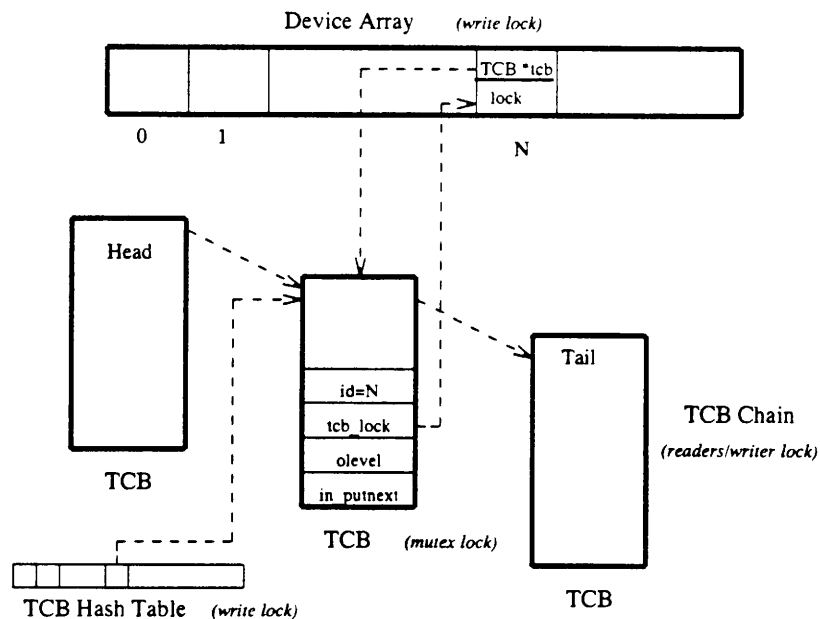 Device Array (write lock)
TCB *tcb
lock
0 1 N
Head
Tail
id=N
tcb_lock
olevel
in_putnext
TCB Chain
(readers/writer lock)
TCB
TCB (mutex lock)
TCB
TCB Hash Table (write lock)